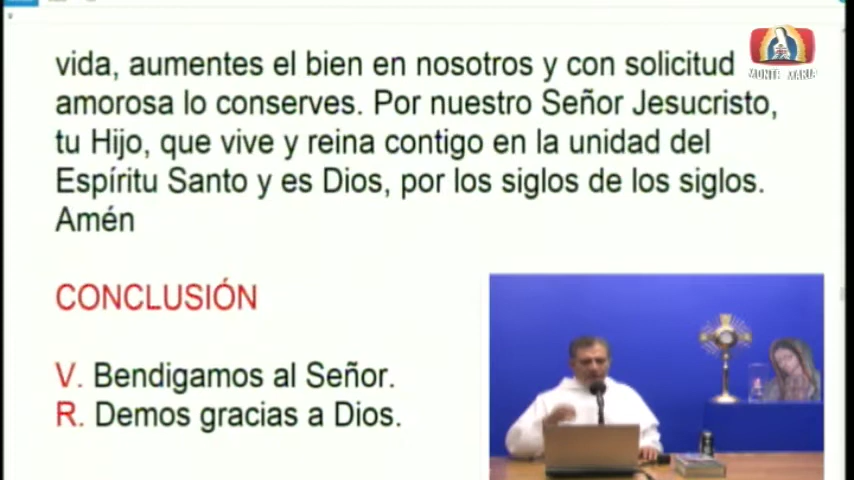 vida, aumentes el bien en nosotros y con solicitud
amorosa lo conserves. Por nuestro Señor Jesucristo,
tu Hijo, que vive y reina contigo en la unidad del
Espíritu Santo y es Dios, por los siglos de los siglos.
Amén
CONCLUSIÓN
V. Bendigamos al Señor.
R. Demos gracias a Dios.
MONTE MARIA